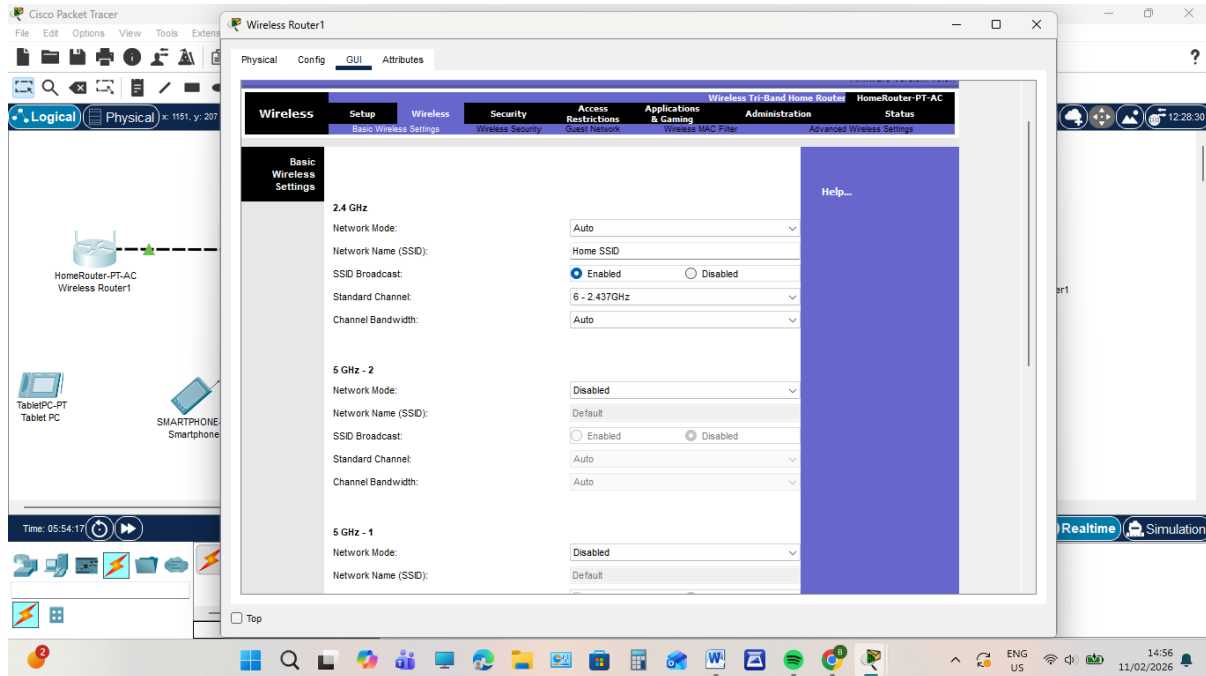 Cisco Packet Tracer
File Edit Options View Tools Extens
Wireless Router1
Physical Config GUI Attributes
?
Logical
Physical x: 1151, y: 207
12:28:30
Wireless Tri-Band Home Router HomeRouter-PT-AC
Wireless
Setup Wireless Security Access Restrictions Applications & Gaming Administration Status
Basic Wireless Settings Wireless Security Guest Network Wireless MAC Filter Advanced Wireless Settings
Basic
Wireless
Settings
Help...
2.4 GHz
Network Mode: Auto
Network Name (SSID): Home SSID
SSID Broadcast: Enabled Disabled
Standard Channel: 6 - 2.437GHz
Channel Bandwidth: Auto
5 GHz - 2
Network Mode: Disabled
Network Name (SSID): Default
SSID Broadcast: Enabled Disabled
Standard Channel: Auto
Channel Bandwidth: Auto
5 GHz - 1
Network Mode: Disabled
Network Name (SSID): Default
Top
HomeRouter-PT-AC
Wireless Router1
er1
TabletPC-PT
Tablet PC
SMARTPHONE
Smartphone
Time: 05:54:17
Realtime
Simulation
2
ENG
US
14:56
11/02/2026